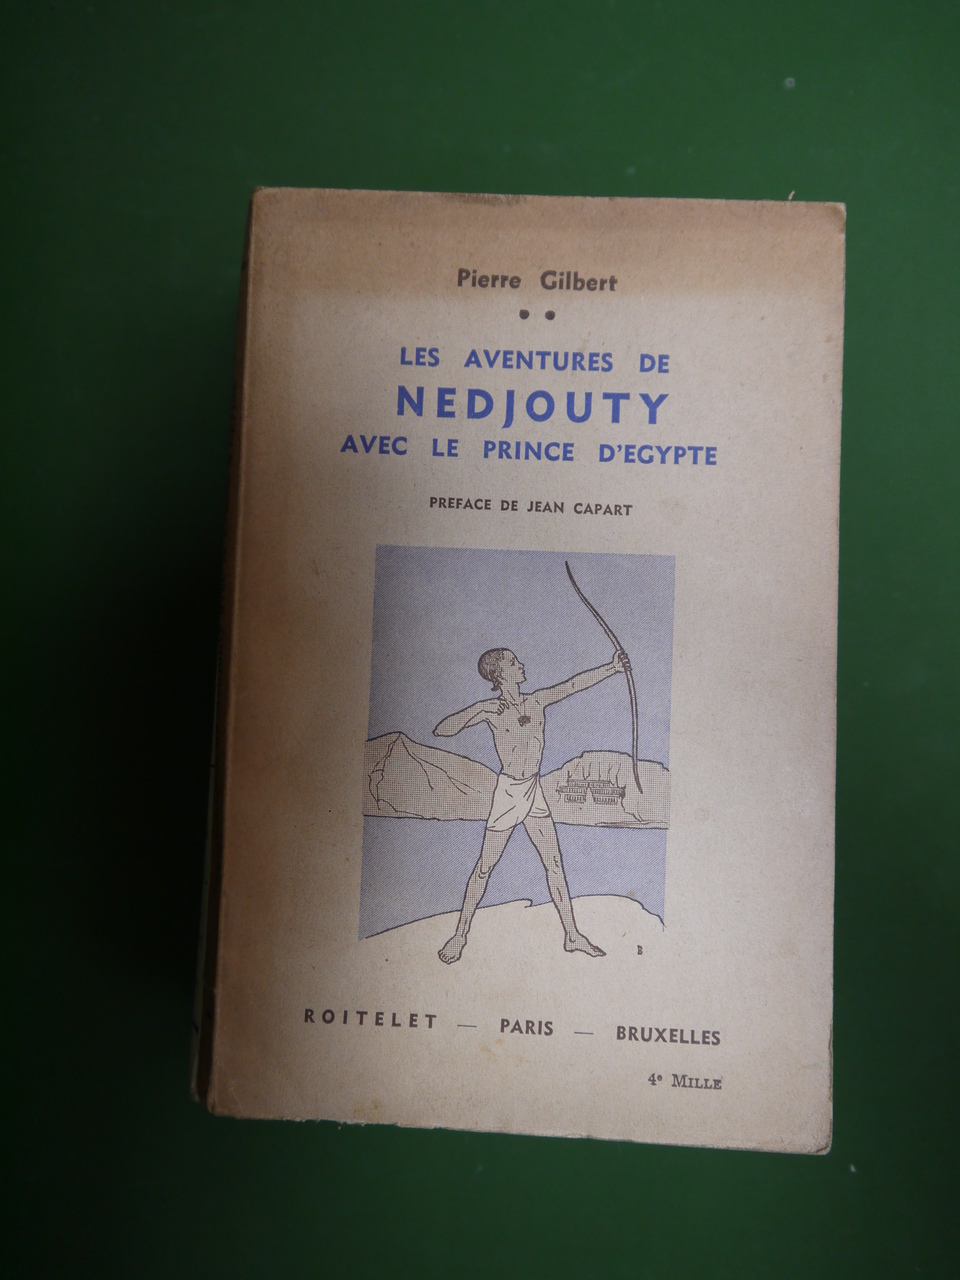 Pierre Gilbert
LES AVENTURES DE
NEDJOUTY
AVEC LE PRINCE D'EGYPTE
PREFACE DE JEAN CAPART
B
ROITELET — PARIS — BRUXELLES
4e MILLE